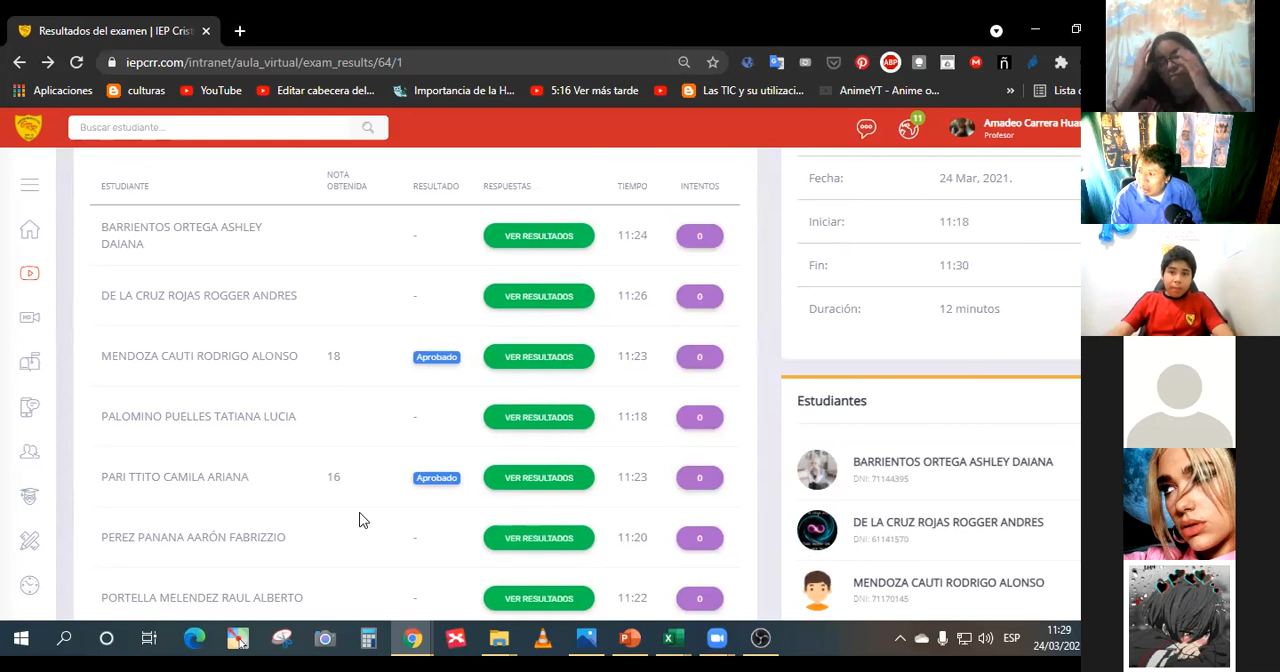 Resultados del examen | IEP Crist
iepcrr.com/intranet/aula_virtual/exam_results/64/1
ABP
ñ
Aplicaciones culturas YouTube Editar cabecera del... Importancia de la H... 5:16 Ver más tarde Las TIC y su utilizaci... AnimeYT - Anime o... » Lista d
Buscar estudiante...
11
Amadeo Carrera Huar
Profesor
ESTUDIANTE NOTA OBTENIDA RESULTADO RESPUESTAS TIEMPO INTENTOS
BARRIENTOS ORTEGA ASHLEY DAIANA - VER RESULTADOS 11:24 0
DE LA CRUZ ROJAS ROGGER ANDRES - VER RESULTADOS 11:26 0
MENDOZA CAUTI RODRIGO ALONSO 18 Aprobado VER RESULTADOS 11:23 0
PALOMINO PUELLES TATIANA LUCIA - VER RESULTADOS 11:18 0
PARI TTITO CAMILA ARIANA 16 Aprobado VER RESULTADOS 11:23 0
PEREZ PANANA AARÓN FABRIZZIO - VER RESULTADOS 11:20 0
PORTELLA MELENDEZ RAUL ALBERTO - VER RESULTADOS 11:22 0
Fecha: 24 Mar, 2021.
Iniciar: 11:18
Fin: 11:30
Duración: 12 minutos
Estudiantes
BARRIENTOS ORTEGA ASHLEY DAIANA
DNI: 71144395
DE LA CRUZ ROJAS ROGGER ANDRES
DNI: 61141570
MENDOZA CAUTI RODRIGO ALONSO
DNI: 71170145
ESP
11:29
24/03/202